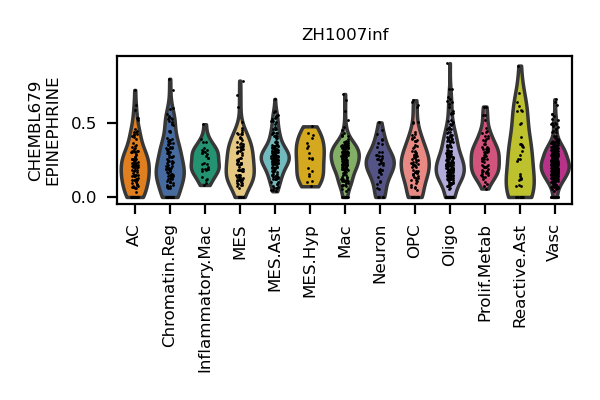 ZH1007inf
CHEMBL679
EPINEPHRINE
0.5
0.0
AC
Chromatin.Reg
Inflammatory.Mac
MES
MES.Ast
MES.Hyp
Mac
Neuron
OPC
Oligo
Prolif.Metab
Reactive.Ast
Vasc